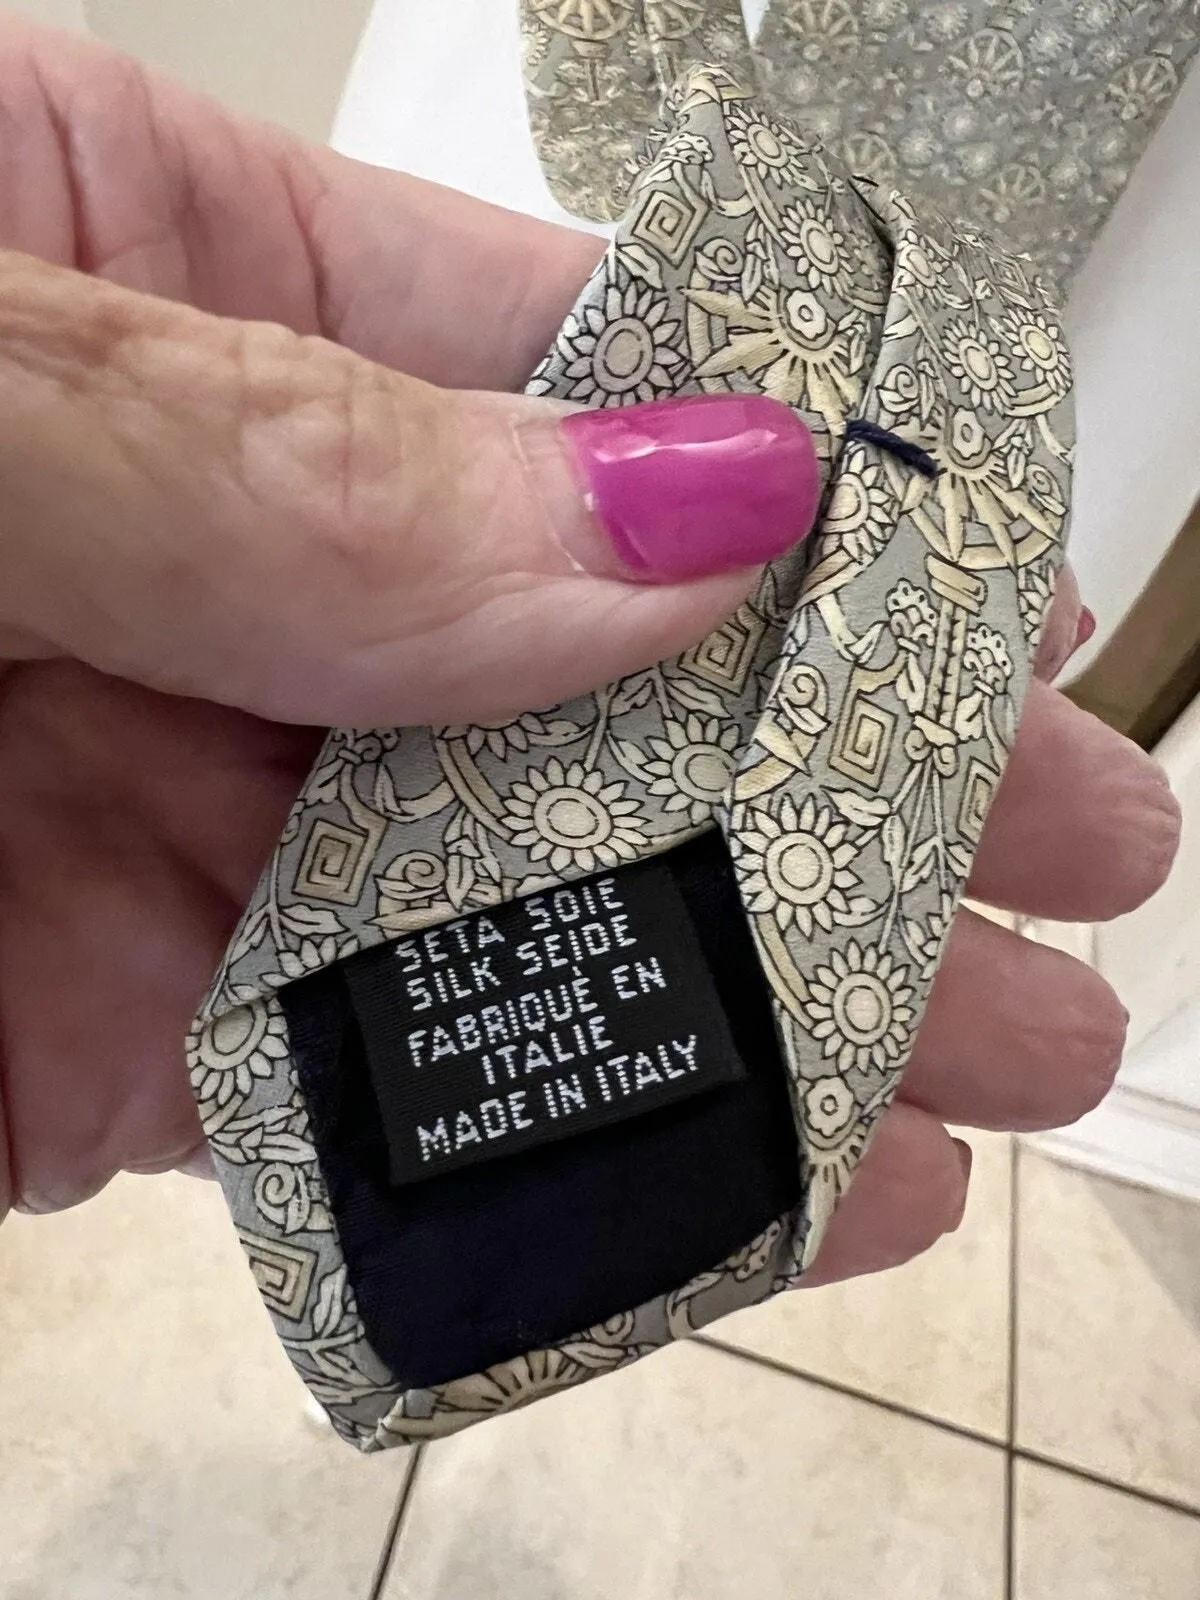 SETA SOIE
SILK SEIDE
FABRIQUÉ EN
ITALIE
MADE IN ITALY